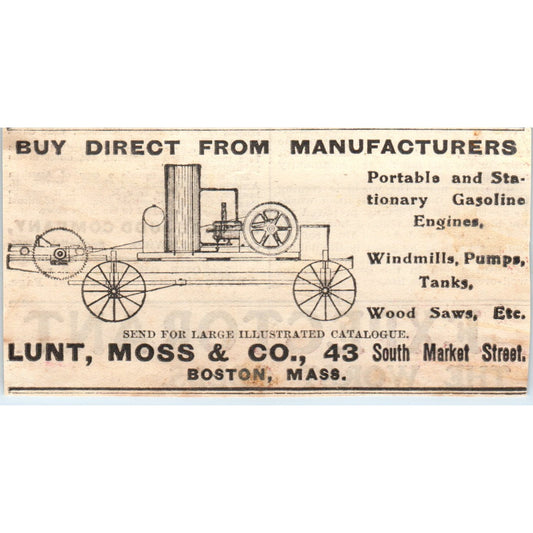 BUY DIRECT FROM MANUFACTURERS
Portable and Sta-
tionary Gasoline
Engines,
Windmills, Pumps,
Tanks,
Wood Saws, Etc.
SEND FOR LARGE ILLUSTRATED CATALOGUE.
LUNT, MOSS & CO., 43 South Market Street.
BOSTON, MASS.